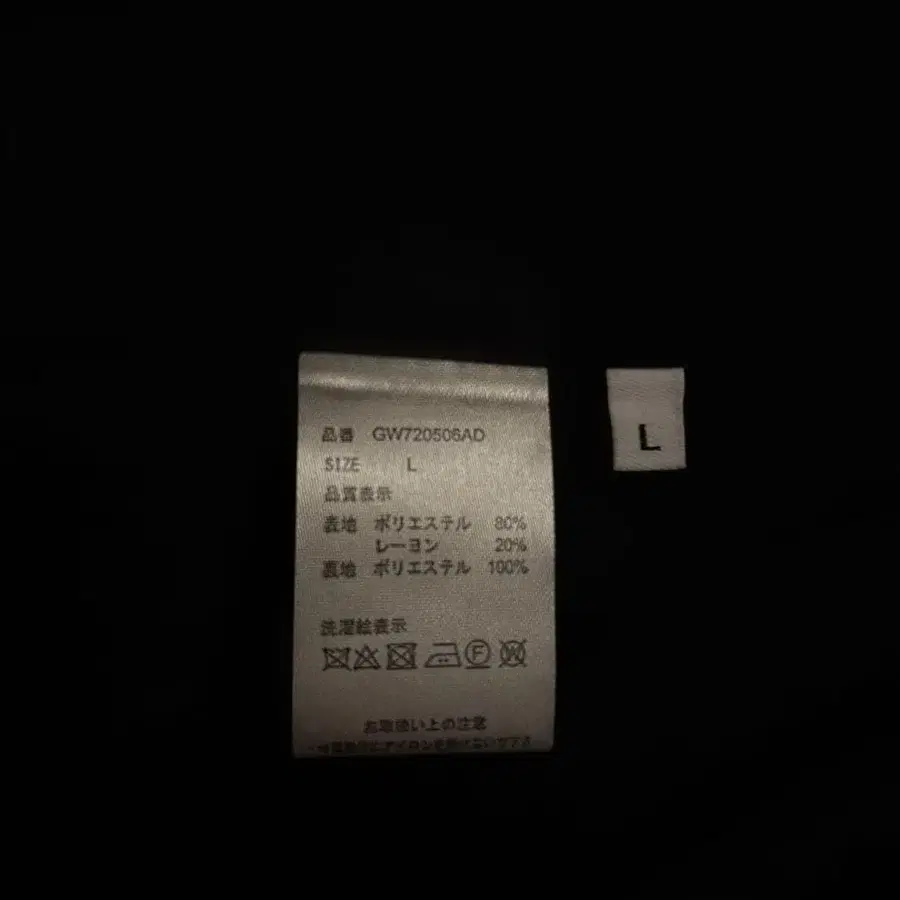 品番 GW720506AD
SIZE L
品質表示
表地 ポリエステル 80%
レーヨン 20%
裏地 ポリエステル 100%
洗濯絵表示
F W
お取扱い上の注意
L